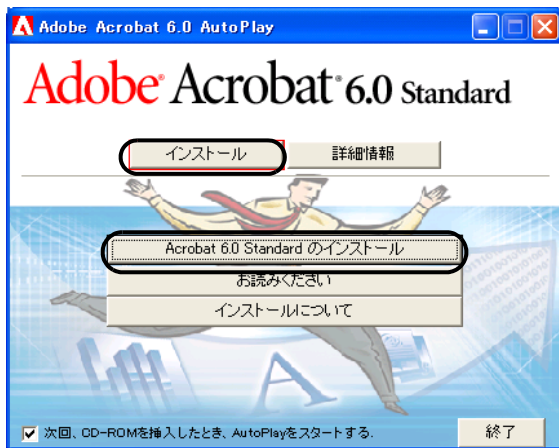 Adobe Acrobat 6.0 AutoPlay
Adobe® Acrobat® 6.0 Standard
インストール
詳細情報
Acrobat 6.0 Standard のインストール
お読みください
インストールについて
次回、CD-ROMを挿入したとき、AutoPlayをスタートする.
終了